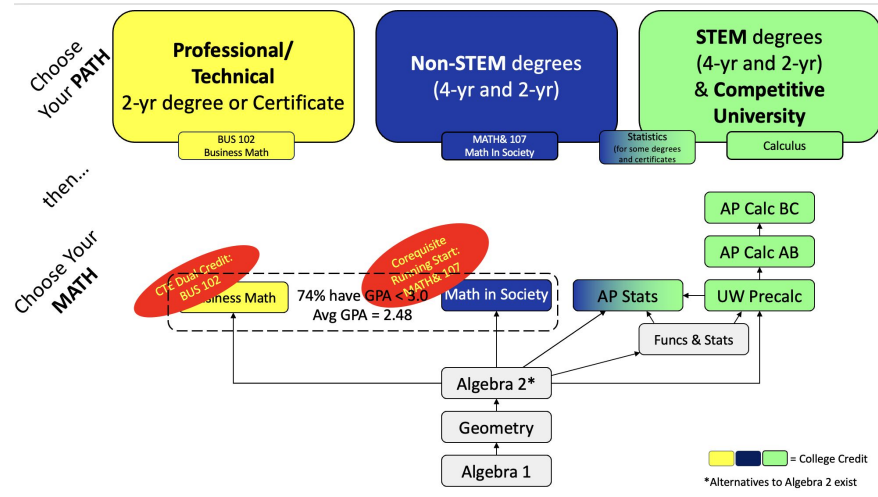 Choose
Your PATH
Professional/
Technical
2-yr degree or Certificate
BUS 102
Business Math
Non-STEM degrees
(4-yr and 2-yr)
MATH& 107
Math In Society
STEM degrees
(4-yr and 2-yr)
& Competitive
University
Statistics
(for some degrees
and certificates
Calculus
then...
Choose Your
MATH
AP Calc BC
AP Calc AB
UW Precalc
AP Stats
Funcs & Stats
Corequisite
Running Start:
MATH& 107
Math in Society
CTE Dual Credit:
BUS 102
Business Math
74% have GPA < 3.0
Avg GPA = 2.48
Algebra 2*
Geometry
Algebra 1
= College Credit
*Alternatives to Algebra 2 exist